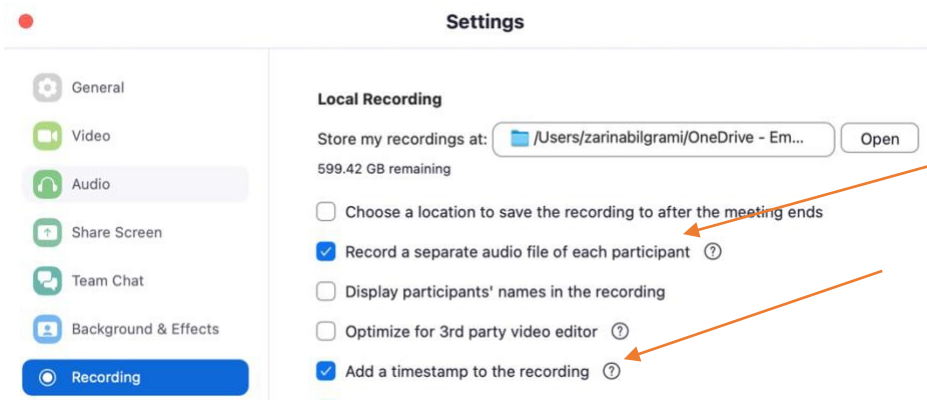 Settings
General
Video
Audio
Share Screen
Team Chat
Background & Effects
Recording
Local Recording
Store my recordings at: /Users/zarinabilgrami/OneDrive - Em... Open
599.42 GB remaining
Choose a location to save the recording to after the meeting ends
Record a separate audio file of each participant ?
Display participants' names in the recording
Optimize for 3rd party video editor ?
Add a timestamp to the recording ?